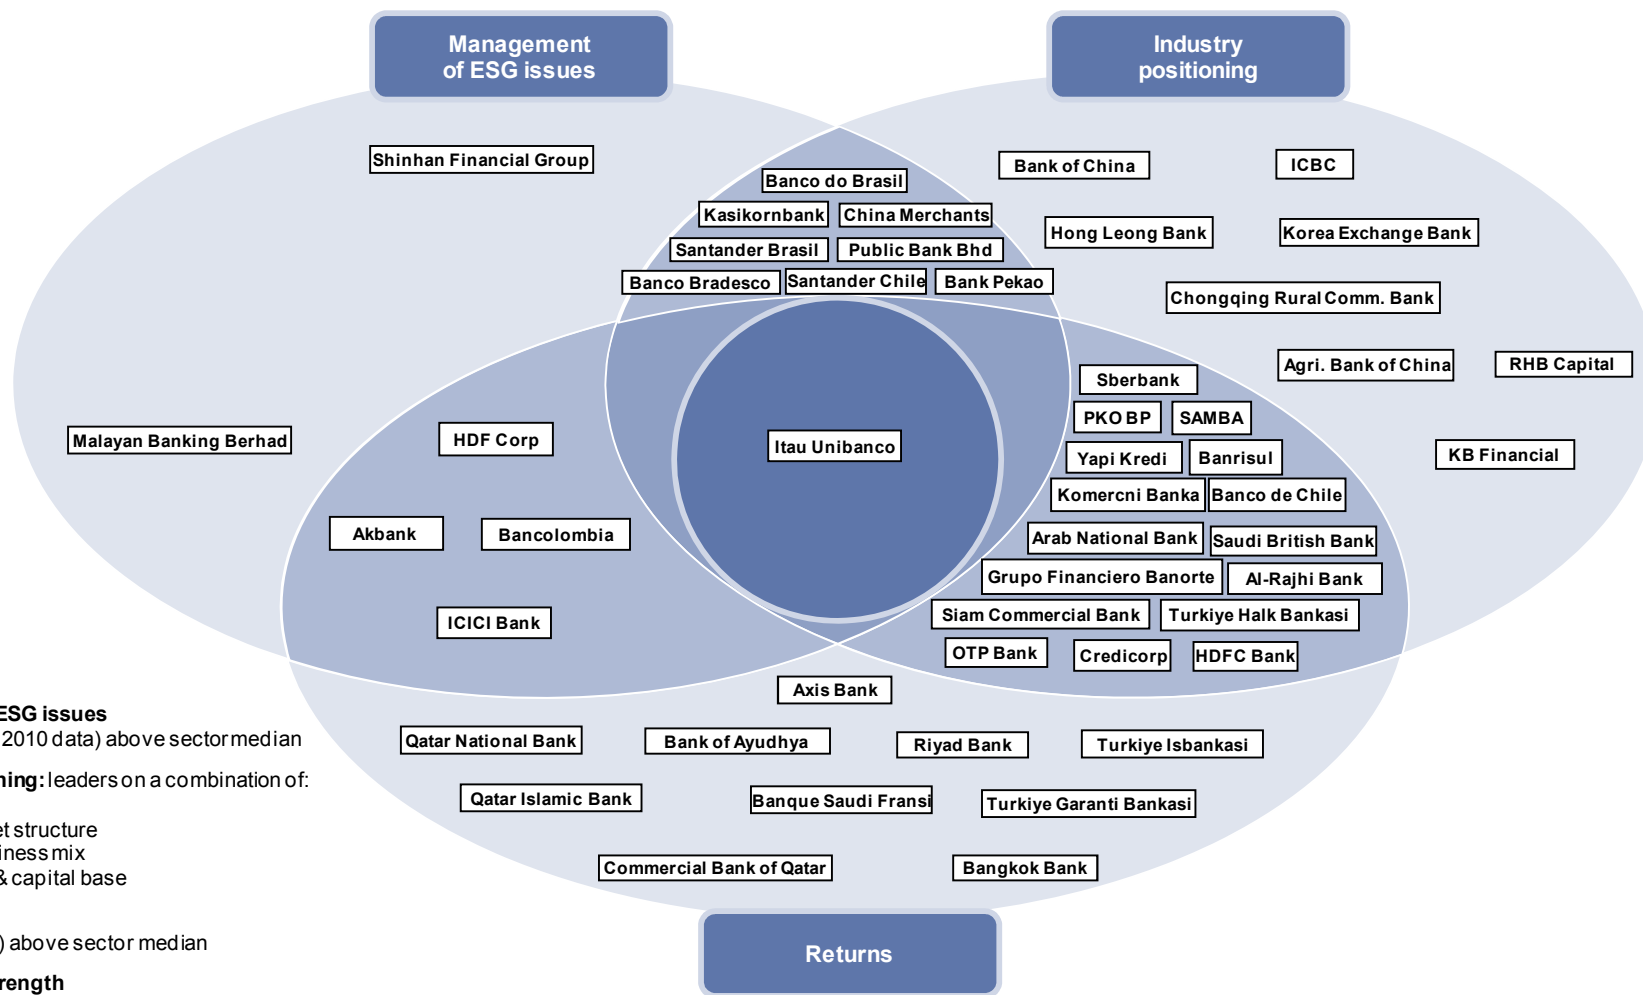 Management
of ESG issues
Industry
positioning
Shinhan Financial Group
Bank of China
ICBC
Banco do Brasil
Kasikornbank
China Merchants
Hong Leong Bank
Korea Exchange Bank
Santander Brasil
Public Bank Bhd
Banco Bradesco
Santander Chile
Bank Pekao
Chongqing Rural Comm. Bank
Agri. Bank of China
RHB Capital
Sberbank
PKO BP
SAMBA
Malayan Banking Berhad
HDF Corp
Itau Unibanco
Yapi Kredi
Banrisul
KB Financial
Komercni Banka
Banco de Chile
Akbank
Bancolombia
Arab National Bank
Saudi British Bank
Grupo Financiero Banorte
Al-Rajhi Bank
ICICI Bank
Siam Commercial Bank
Turkiye Halk Bankasi
OTP Bank
Credicorp
HDFC Bank
Axis Bank
ESG issues
2010 data) above sector median
Qatar National Bank
Bank of Ayudhya
Riyad Bank
Turkiye Isbankasi
ning: leaders on a combination of:
Qatar Islamic Bank
Banque Saudi Fransi
Turkiye Garanti Bankasi
et structure
iness mix
& capital base
Commercial Bank of Qatar
Bangkok Bank
) above sector median
Returns
rength